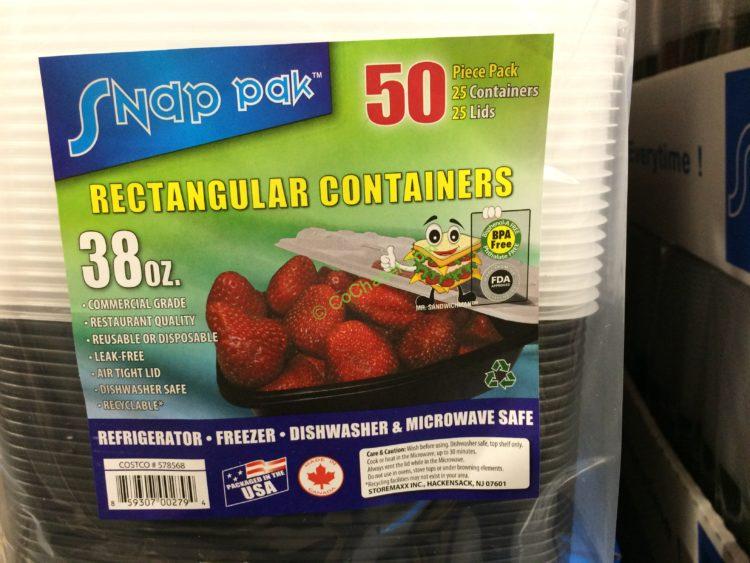 Snap pak™
50
Piece Pack
25 Containers
25 Lids
RECTANGULAR CONTAINERS
38 OZ.
• COMMERCIAL GRADE
• RESTAURANT QUALITY
• REUSABLE OR DISPOSABLE
• LEAK-FREE
• AIR TIGHT LID
• DISHWASHER SAFE
• RECYCLABLE*
BPA
Free
FDA
APPROVED
MR. SANDWICHMAN™
REFRIGERATOR • FREEZER • DISHWASHER & MICROWAVE SAFE
COSTCO # 578568
8 59307 00279 4
PACKAGED IN THE
USA
MADE IN
CANADA
Care & Caution: Wash before using. Dishwasher safe, top shelf only.
Cook or heat in the Microwave, up to 30 minutes.
Always vent the lid while in the Microwave.
Do not use in ovens, stove tops or under browning elements.
*Recycling facilities may not exist in your area.
STOREMAXX INC., HACKENSACK, NJ 07601
Everytime !